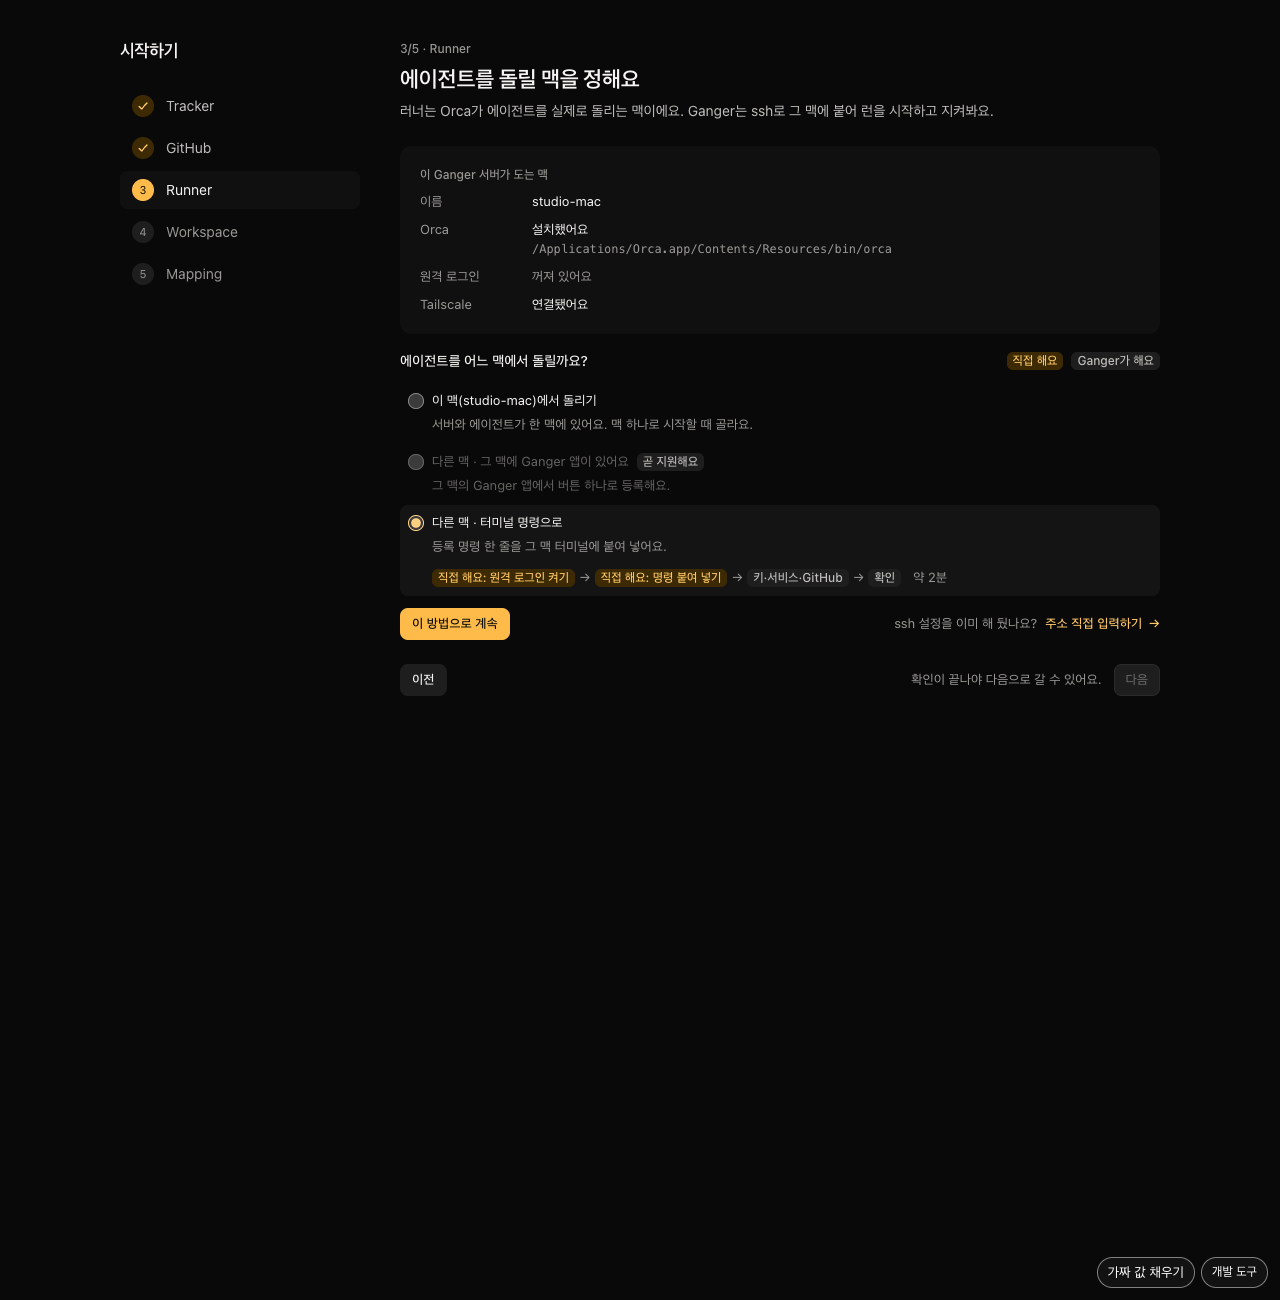 시작하기
Tracker
GitHub
3 Runner
4 Workspace
5 Mapping
3/5 · Runner
에이전트를 돌릴 맥을 정해요
러너는 Orca가 에이전트를 실제로 돌리는 맥이에요. Ganger는 ssh로 그 맥에 붙어 런을 시작하고 지켜봐요.
이 Ganger 서버가 도는 맥
이름 studio-mac
Orca 설치했어요
/Applications/Orca.app/Contents/Resources/bin/orca
원격 로그인 꺼져 있어요
Tailscale 연결됐어요
에이전트를 어느 맥에서 돌릴까요? 직접 해요 Ganger가 해요
이 맥(studio-mac)에서 돌리기
서버와 에이전트가 한 맥에 있어요. 맥 하나로 시작할 때 골라요.
다른 맥 · 그 맥에 Ganger 앱이 있어요 곧 지원해요
그 맥의 Ganger 앱에서 버튼 하나로 등록해요.
다른 맥 · 터미널 명령으로
등록 명령 한 줄을 그 맥 터미널에 붙여 넣어요.
직접 해요: 원격 로그인 켜기 → 직접 해요: 명령 붙여 넣기 → 키·서비스·GitHub → 확인 약 2분
이 방법으로 계속 ssh 설정을 이미 해 뒀나요? 주소 직접 입력하기 →
이전 확인이 끝나야 다음으로 갈 수 있어요. 다음
가짜 값 채우기 개발 도구